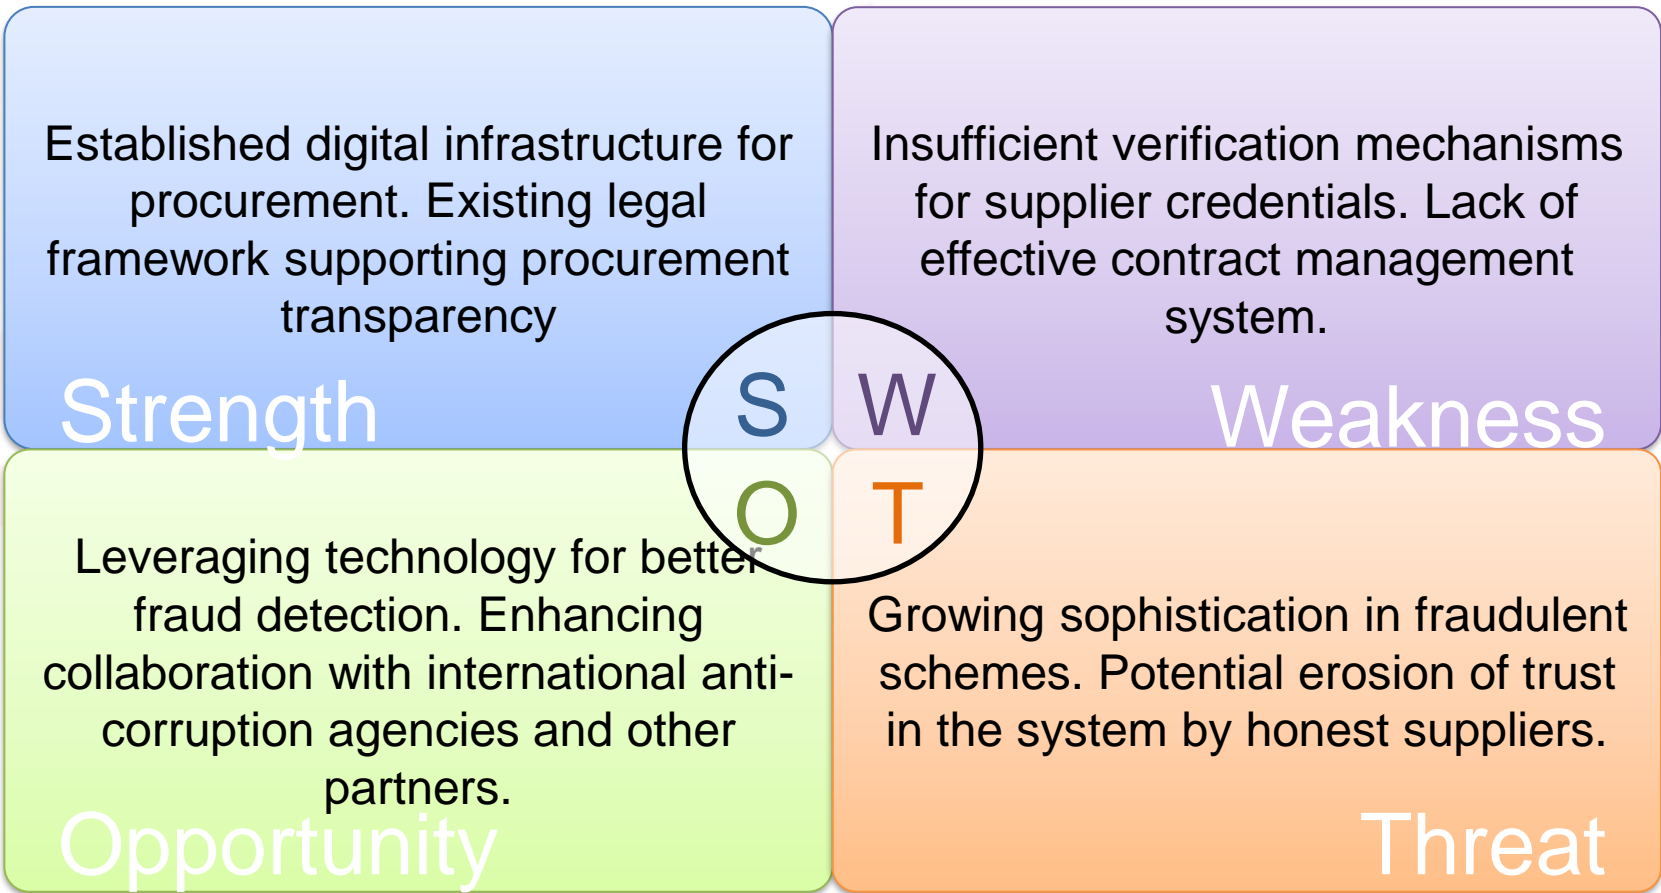 Established digital infrastructure for
procurement. Existing legal
framework supporting procurement
transparency
Strength
Insufficient verification mechanisms
for supplier credentials. Lack of
effective contract management
system.
Weakness
S W
O T
Leveraging technology for better
fraud detection. Enhancing
collaboration with international anti-
corruption agencies and other
partners.
Opportunity
Growing sophistication in fraudulent
schemes. Potential erosion of trust
in the system by honest suppliers.
Threat